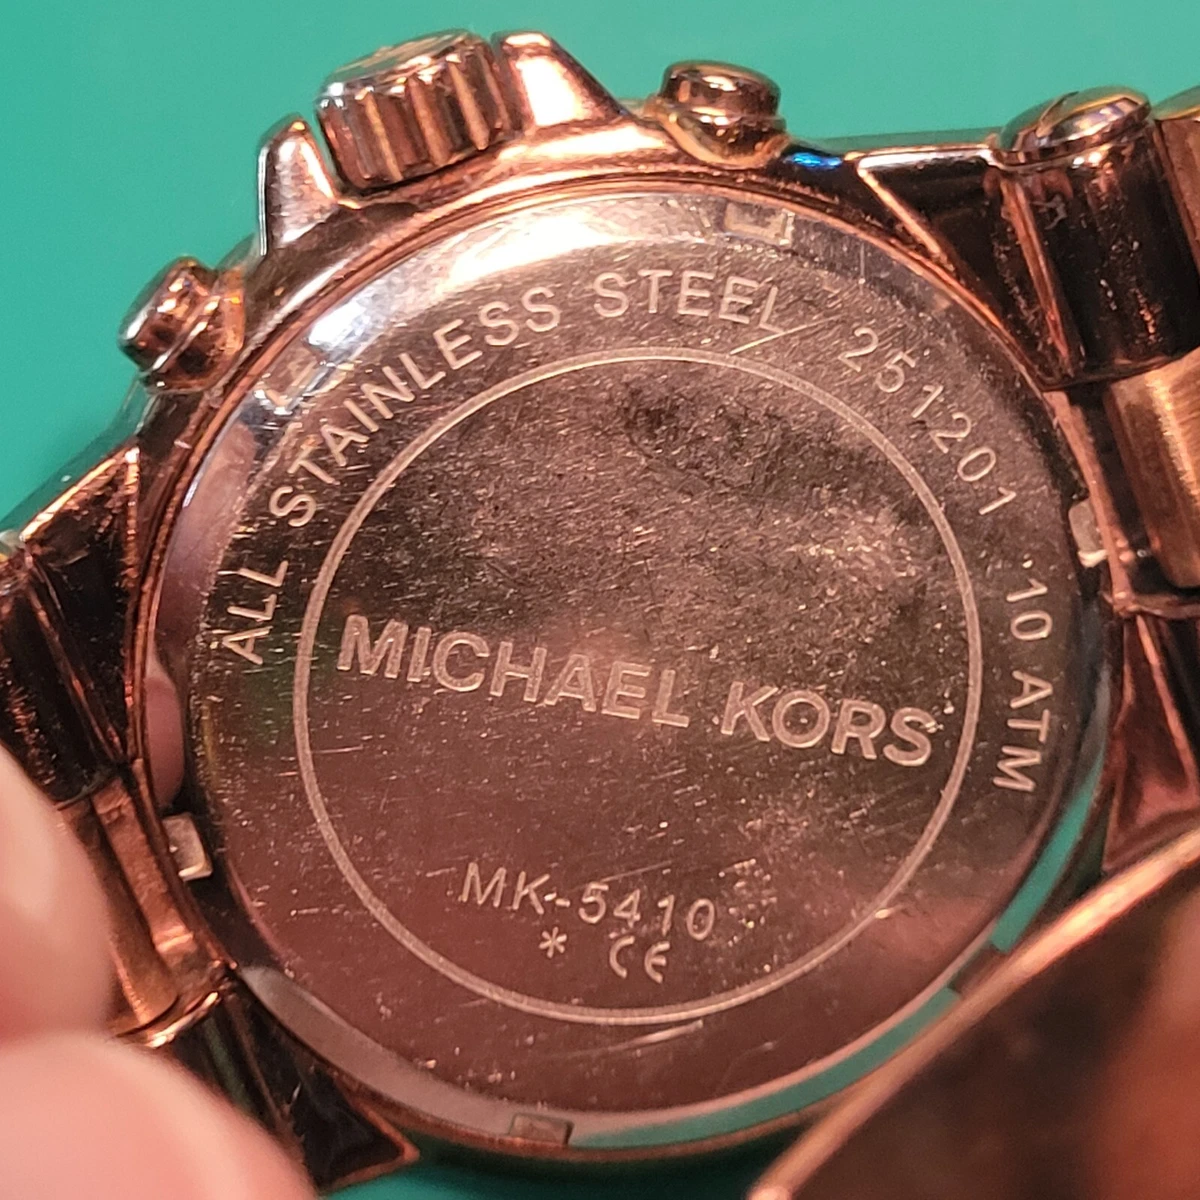 ALL STAINLESS STEEL 251201 10 ATM
MICHAEL KORS
MK-5410
* CE